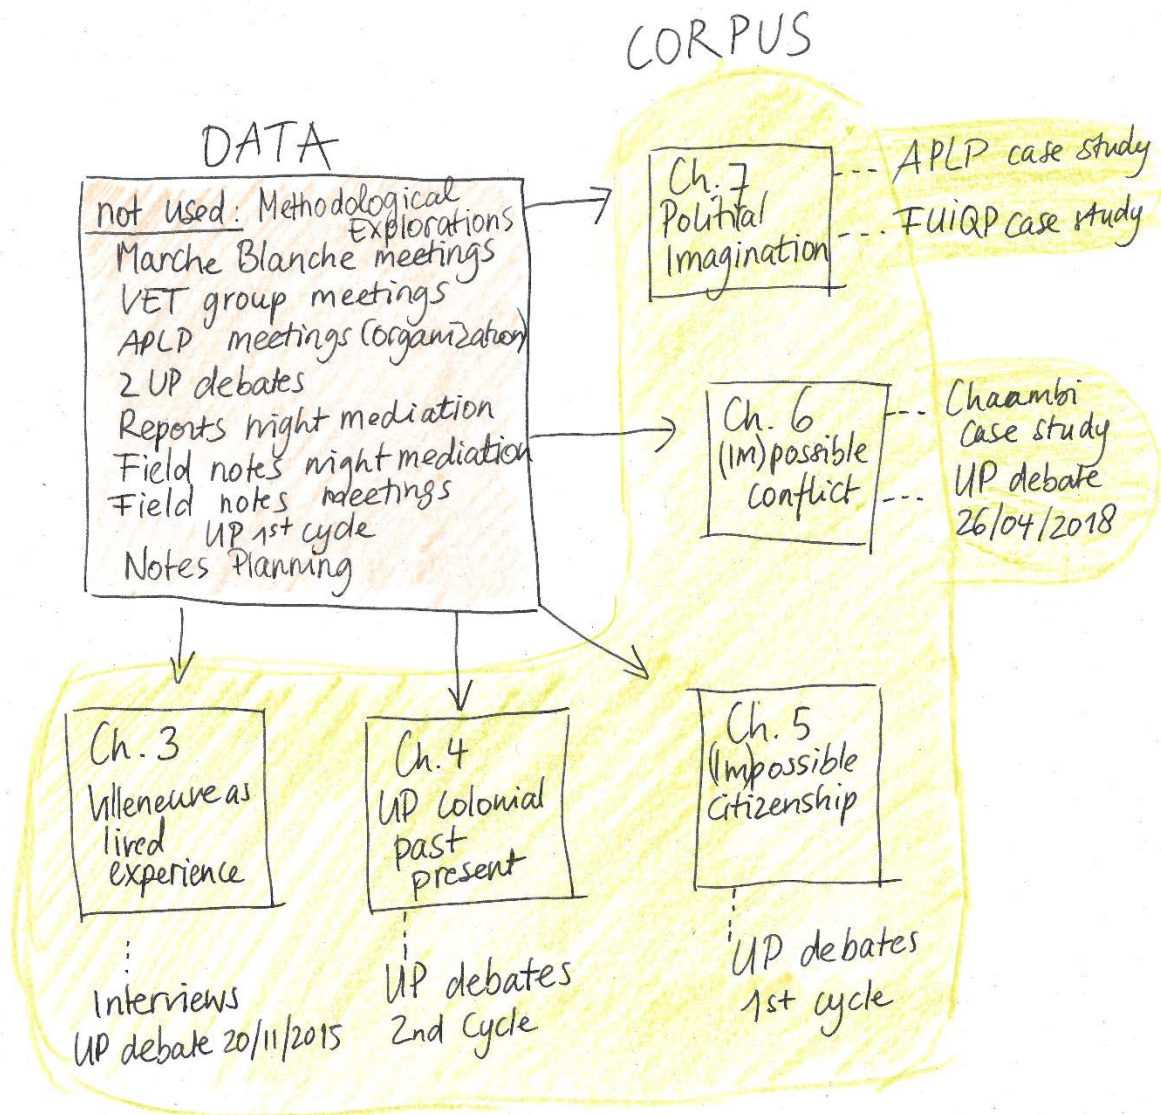 CORPUS
DATA
not used: Methodological
Explorations
Marche Blanche meetings
VET group meetings
APLP meetings (organization)
2 UP debates
Reports night mediation
Field notes night mediation
Field notes meetings
UP 1st cycle
Notes Planning
Ch. 7
Political
Imagination
APLP case study
FUIQP case study
Ch. 6
(Im)possible
conflict
Chaambi
case study
UP debate
26/04/2018
Ch. 3
Villeneuve as
lived
experience
Interviews
UP debate 20/11/2015
Ch. 4
UP colonial
past
present
UP debates
2nd Cycle
Ch. 5
(Im)possible
citizenship
UP debates
1st cycle